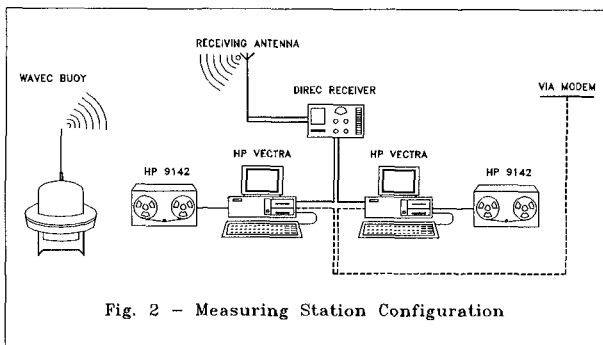 RECEIVING ANTENNA
WAVEC BUOY
DIREC RECEIVER
VIA MODEM
HP 9142
HP VECTRA
HP VECTRA
HP 9142
Fig. 2 - Measuring Station Configuration